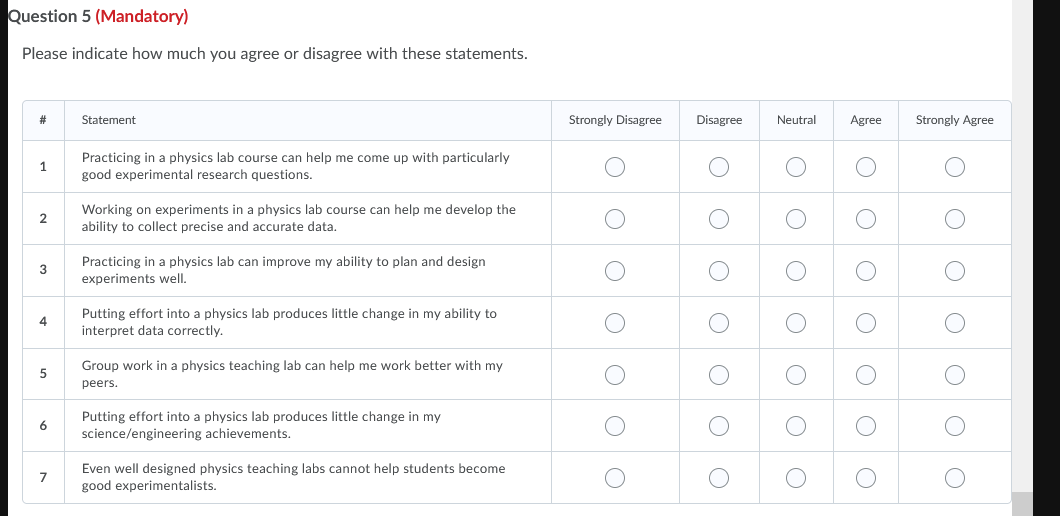 Question 5 (Mandatory)
Please indicate how much you agree or disagree with these statements.
# Statement Strongly Disagree Disagree Neutral Agree Strongly Agree
1 Practicing in a physics lab course can help me come up with particularly
good experimental research questions.
2 Working on experiments in a physics lab course can help me develop the
ability to collect precise and accurate data.
3 Practicing in a physics lab can improve my ability to plan and design
experiments well.
4 Putting effort into a physics lab produces little change in my ability to
interpret data correctly.
5 Group work in a physics teaching lab can help me work better with my
peers.
6 Putting effort into a physics lab produces little change in my
science/engineering achievements.
7 Even well designed physics teaching labs cannot help students become
good experimentalists.